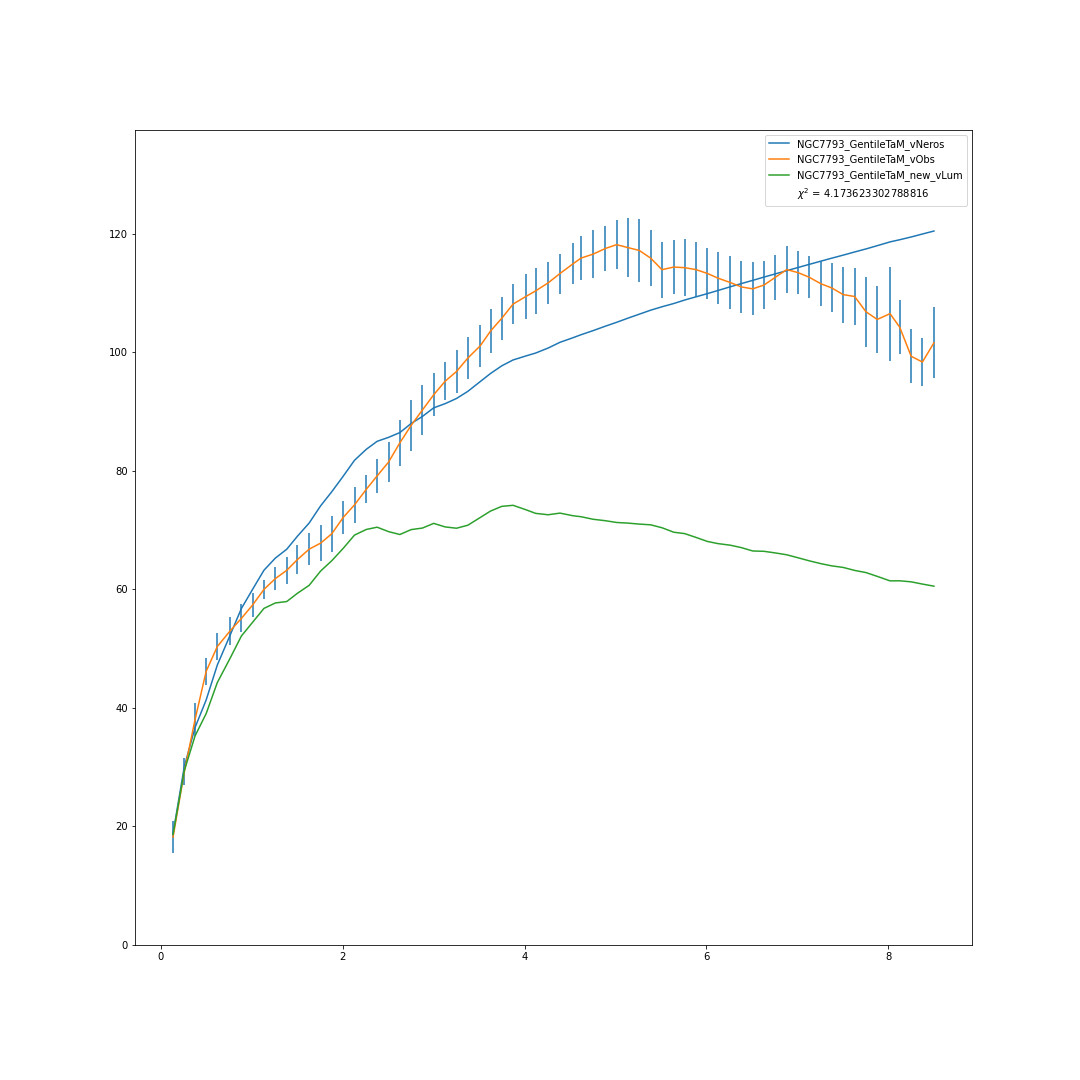 NGC7793_GentileTaM_vNeros
NGC7793_GentileTaM_vObs
NGC7793_GentileTaM_new_vLum
χ² = 4.173623302788816
120
100
80
60
40
20
0
0 2 4 6 8